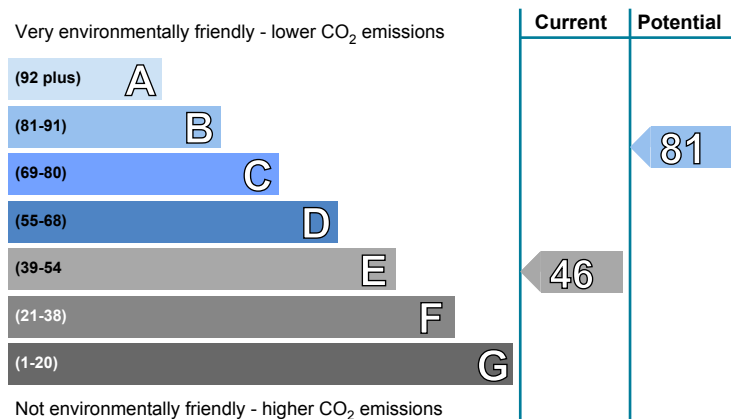 Current Potential
Very environmentally friendly - lower CO2 emissions
(92 plus) A
(81-91) B
81
(69-80) C
(55-68) D
(39-54 E
46
(21-38) F
(1-20) G
Not environmentally friendly - higher CO2 emissions